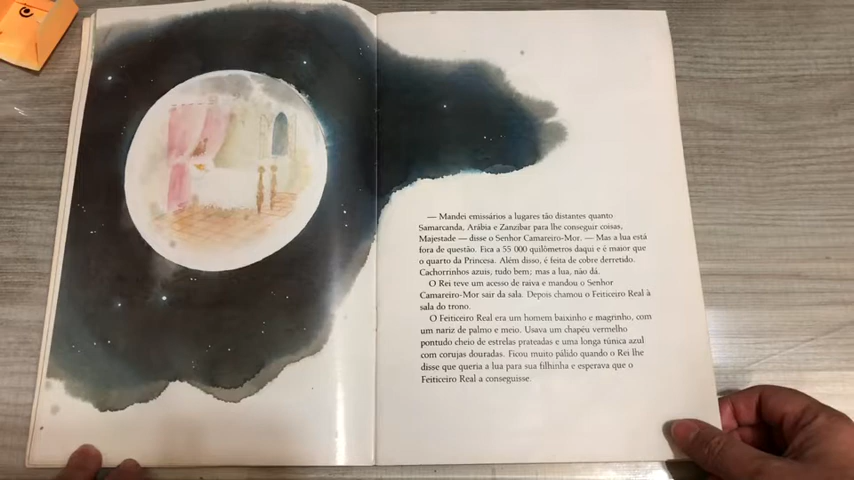 — Mandei emissários a lugares tão distantes quanto
Samarcanda, Arábia e Zanzibar para lhe conseguir coisas,
Majestade — disse o Senhor Camareiro-Mor. — Mas a lua está
fora de questão. Fica a 55 000 quilômetros daqui e é maior que
o quarto da Princesa. Além disso, é feita de cobre derretido.
Cachorrinhos azuis, tudo bem; mas a lua, não dá.
O Rei teve um acesso de raiva e mandou o Senhor
Camareiro-Mor sair da sala. Depois chamou o Feiticeiro Real à
sala do trono.
O Feiticeiro Real era um homem baixinho e magrinho, com
um nariz de palmo e meio. Usava um chapéu vermelho
pontudo cheio de estrelas prateadas e uma longa túnica azul
com corujas douradas. Ficou muito pálido quando o Rei lhe
disse que queria a lua para sua filhinha e esperava que o
Feiticeiro Real a conseguisse.